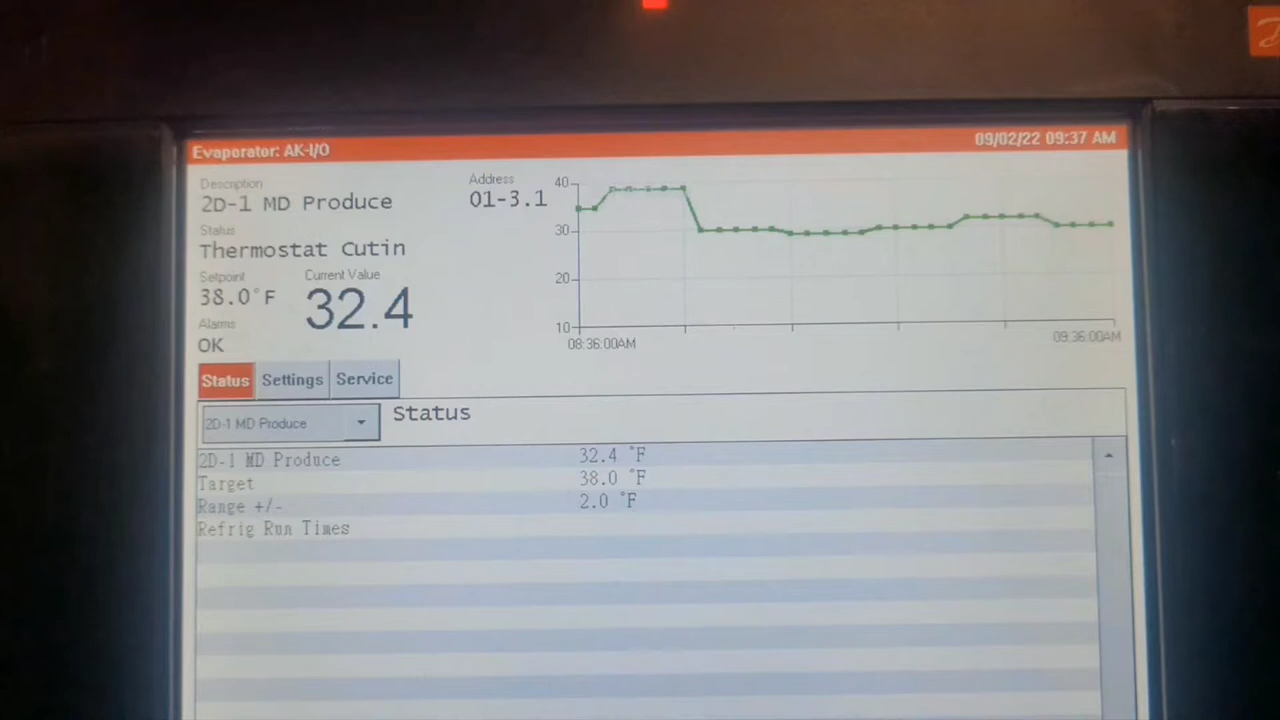 Evaporator: AK-I/O
09/02/22 09:37 AM
Description
2D-1 MD Produce
Address
01-3.1
Status
Thermostat Cutin
Setpoint
38.0°F
Current Value
32.4
Alarms
OK
40
30
20
10
08:36:00AM
09:36:00AM
Status Settings Service
2D-1 MD Produce
Status
2D-1 MD Produce 32.4 °F
Target 38.0 °F
Range +/- 2.0 °F
Refrig Run Times